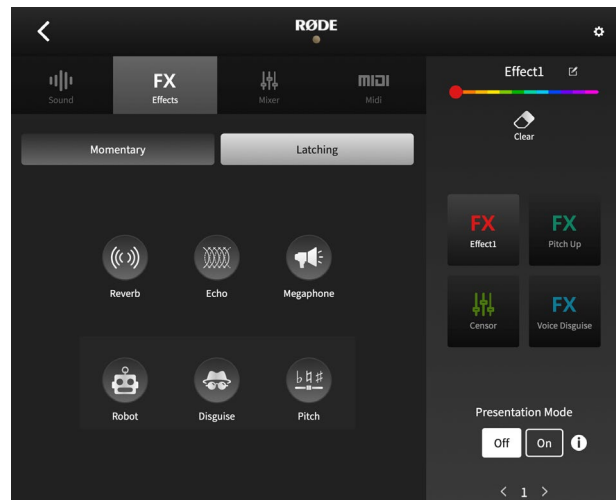 RØDE
Sound
FX
Effects
Mixer
MIDI
Midi
Effect1
Clear
Momentary
Latching
Reverb
Echo
Megaphone
Robot
Disguise
Pitch
FX
Effect1
FX
Pitch Up
Censor
FX
Voice Disguise
Presentation Mode
Off
On
< 1 >